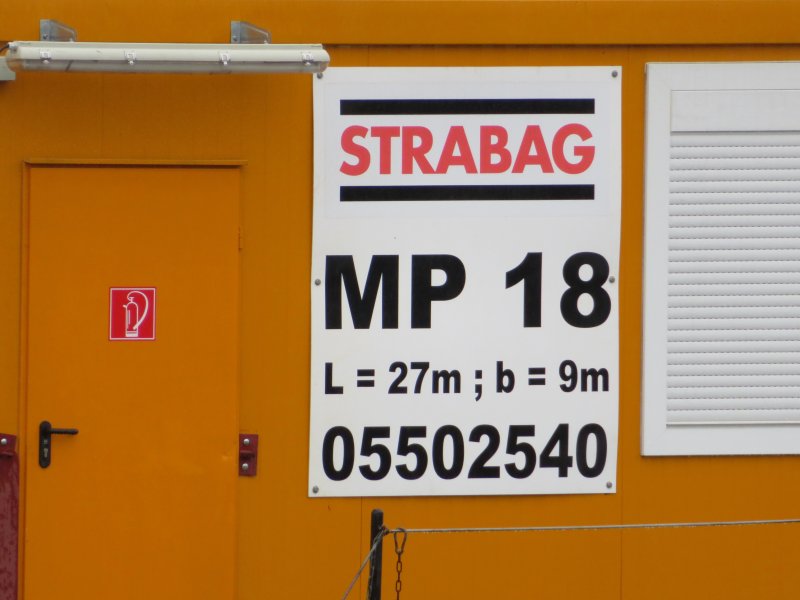 STRABAG
MP 18
L = 27m ; b = 9m
05502540